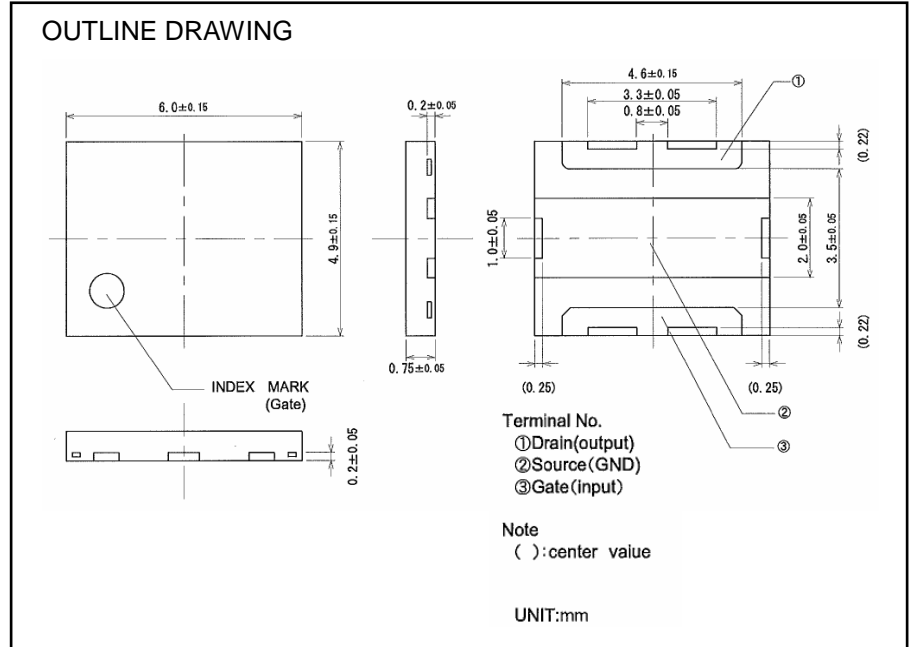 OUTLINE DRAWING
6.0±0.15
4.9±0.15
INDEX MARK
(Gate)
0.2±0.05
0.2±0.05
0.75±0.05
4.6±0.15
3.3±0.05
0.8±0.05
①
(0.22)
1.0±0.05
2.0±0.05
3.5±0.05
(0.22)
(0.25)
(0.25)
②
③
Terminal No.
①Drain(output)
②Source(GND)
③Gate(input)
Note
( ):center value
UNIT:mm